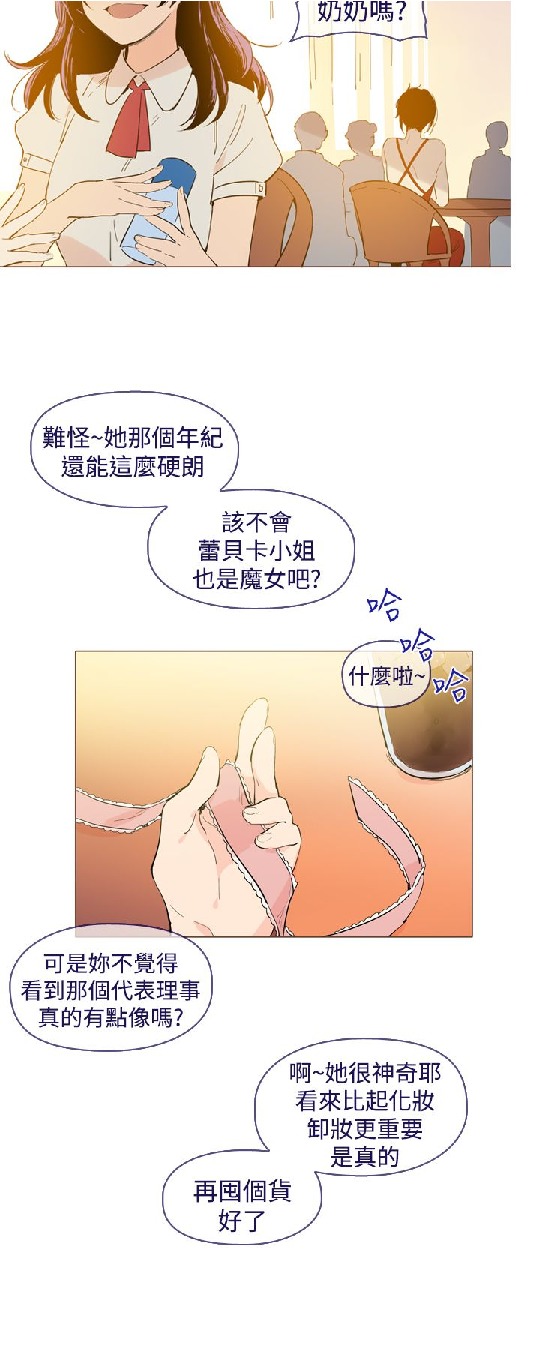 奶奶嗎?
難怪~她那個年紀
還能這麼硬朗
該不會
蕾貝卡小姐
也是魔女吧?
哈
哈
哈
什麼啦~
可是妳不覺得
看到那個代表理事
真的有點像嗎?
啊~她很神奇耶
看來比起化妝
卸妝更重要
是真的
再囤個貨
好了